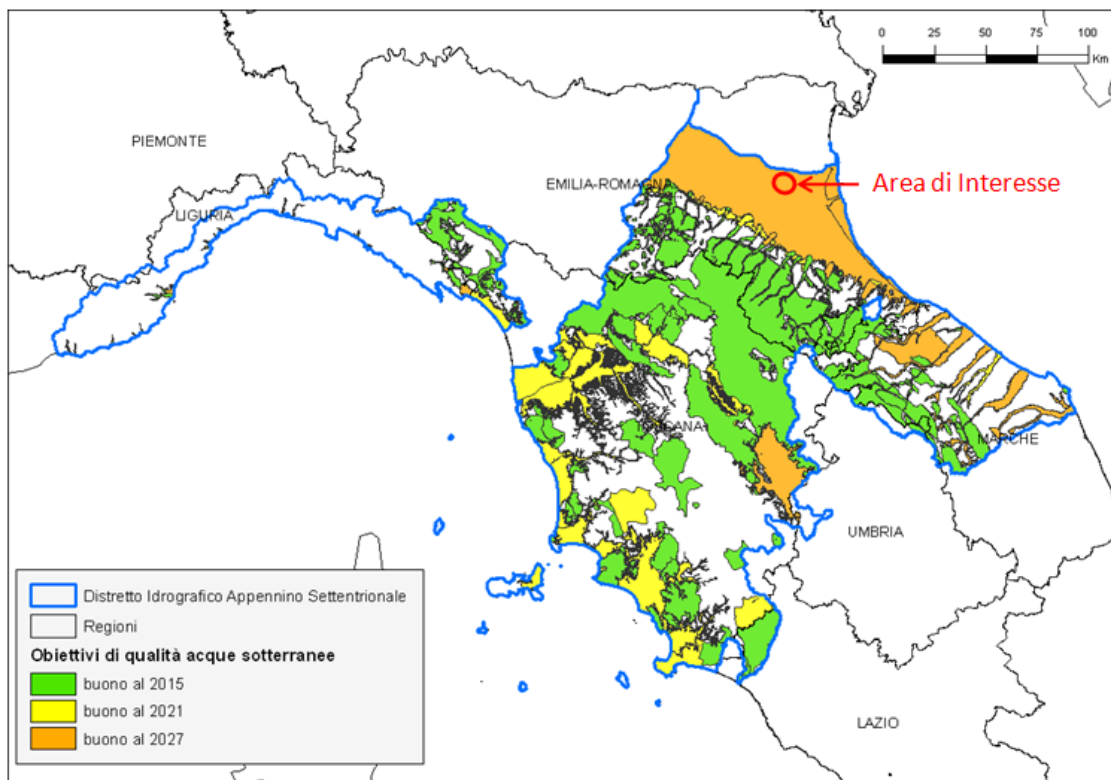 0 25 50 75 100
Km
PIEMONTE
LIGURIA
EMILIA-ROMAGNA
Area di Interesse
TOSCANA
MARCHE
UMBRIA
LAZIO
Distretto Idrografico Appennino Settentrionale
Regioni
Obiettivi di qualità acque sotterranee
buono al 2015
buono al 2021
buono al 2027